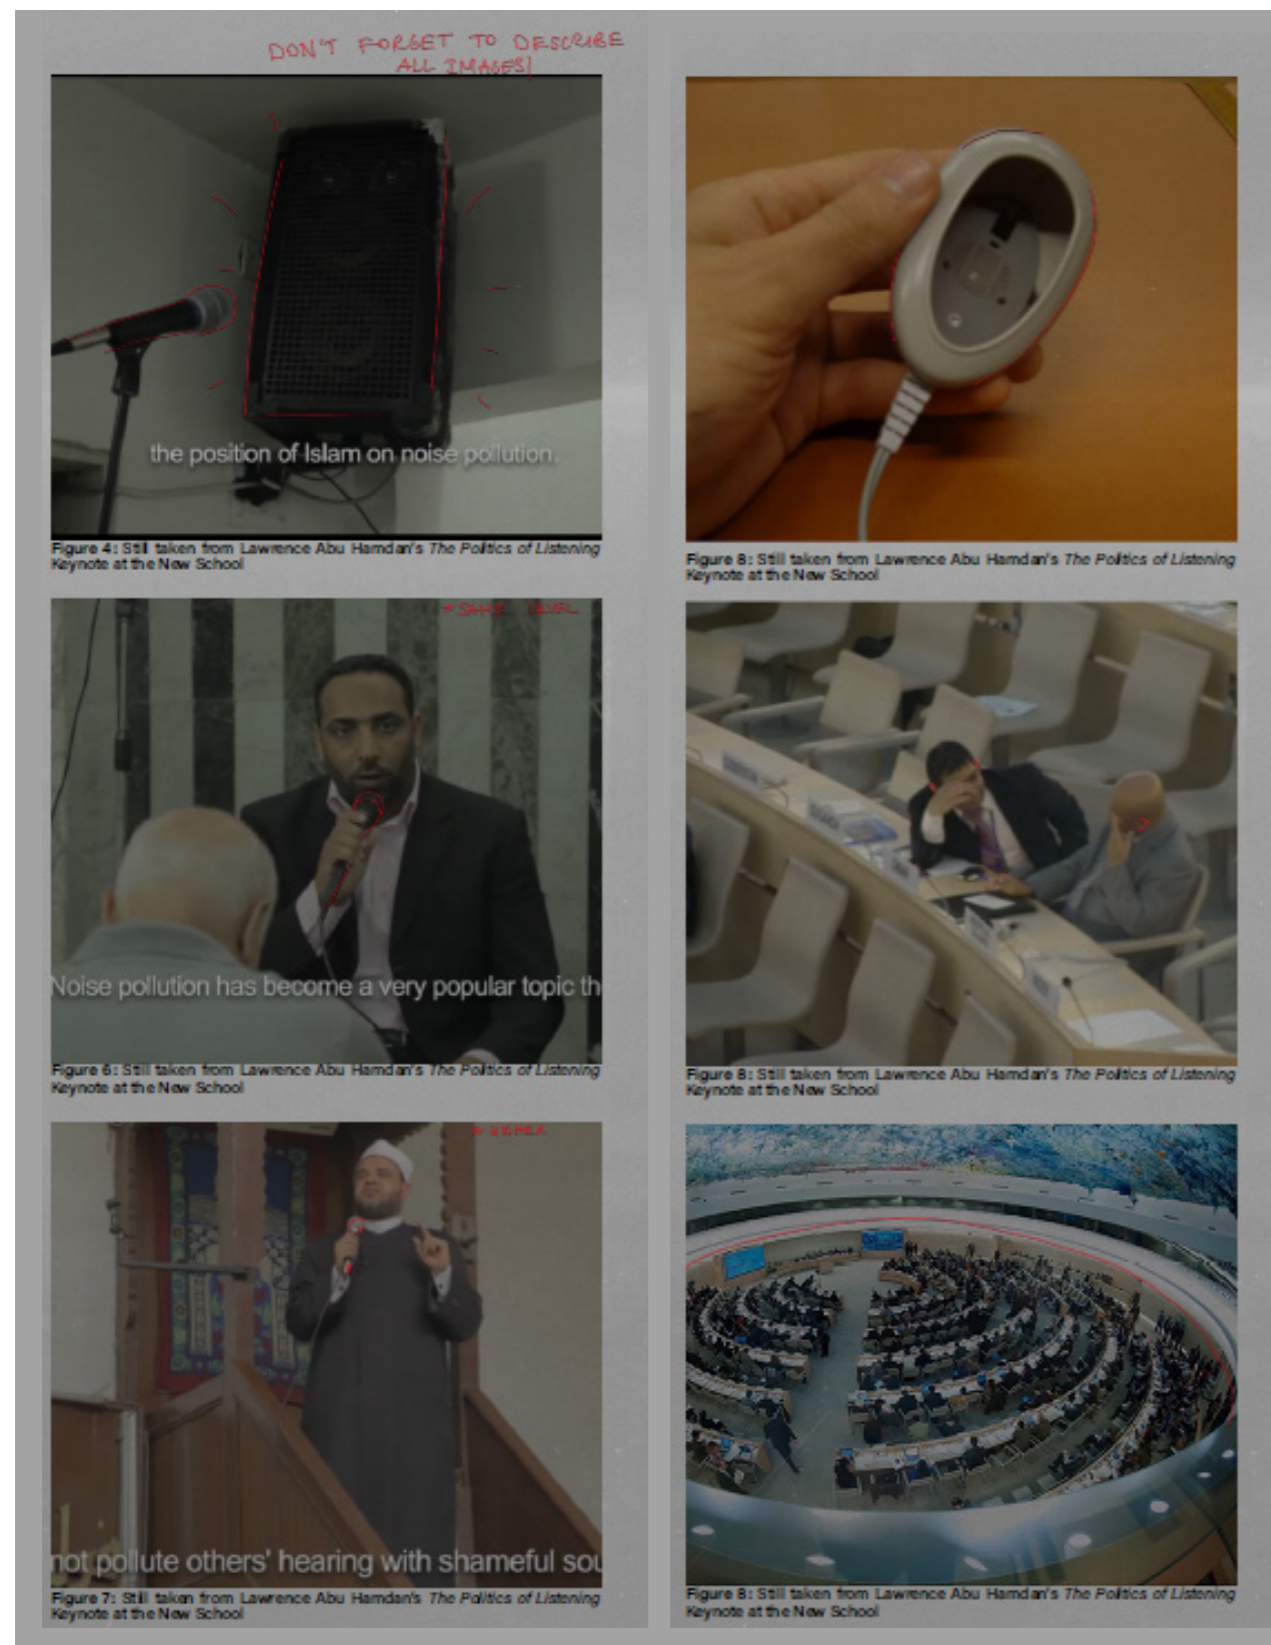 DON'T FORGET TO DESCRIBE
ALL IMAGES!
the position of Islam on noise pollution.
Figure 4: Still taken from Lawrence Abu Hamdan's The Politics of Listening
Keynote at the New School
* SAME LEVEL
Noise pollution has become a very popular topic th
Figure 6: Still taken from Lawrence Abu Hamdan's The Politics of Listening
Keynote at the New School
* HIGHER
not pollute others' hearing with shameful sou
Figure 7: Still taken from Lawrence Abu Hamdan's The Politics of Listening
Keynote at the New School
Figure 8: Still taken from Lawrence Abu Hamdan's The Politics of Listening
Keynote at the New School
Figure 8: Still taken from Lawrence Abu Hamdan's The Politics of Listening
Keynote at the New School
Figure 8: Still taken from Lawrence Abu Hamdan's The Politics of Listening
Keynote at the New School